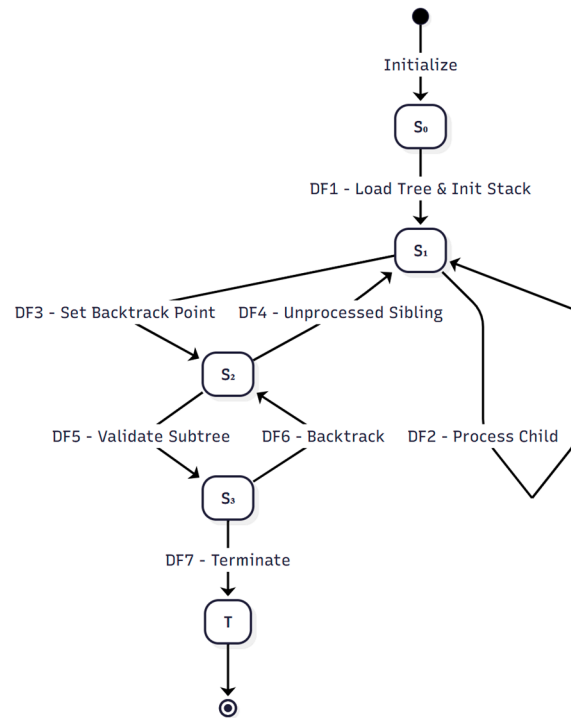 Initialize
S₀
DF1 - Load Tree & Init Stack
S₁
DF3 - Set Backtrack Point
DF4 - Unprocessed Sibling
S₂
DF5 - Validate Subtree
DF6 - Backtrack
DF2 - Process Child
S₃
DF7 - Terminate
T